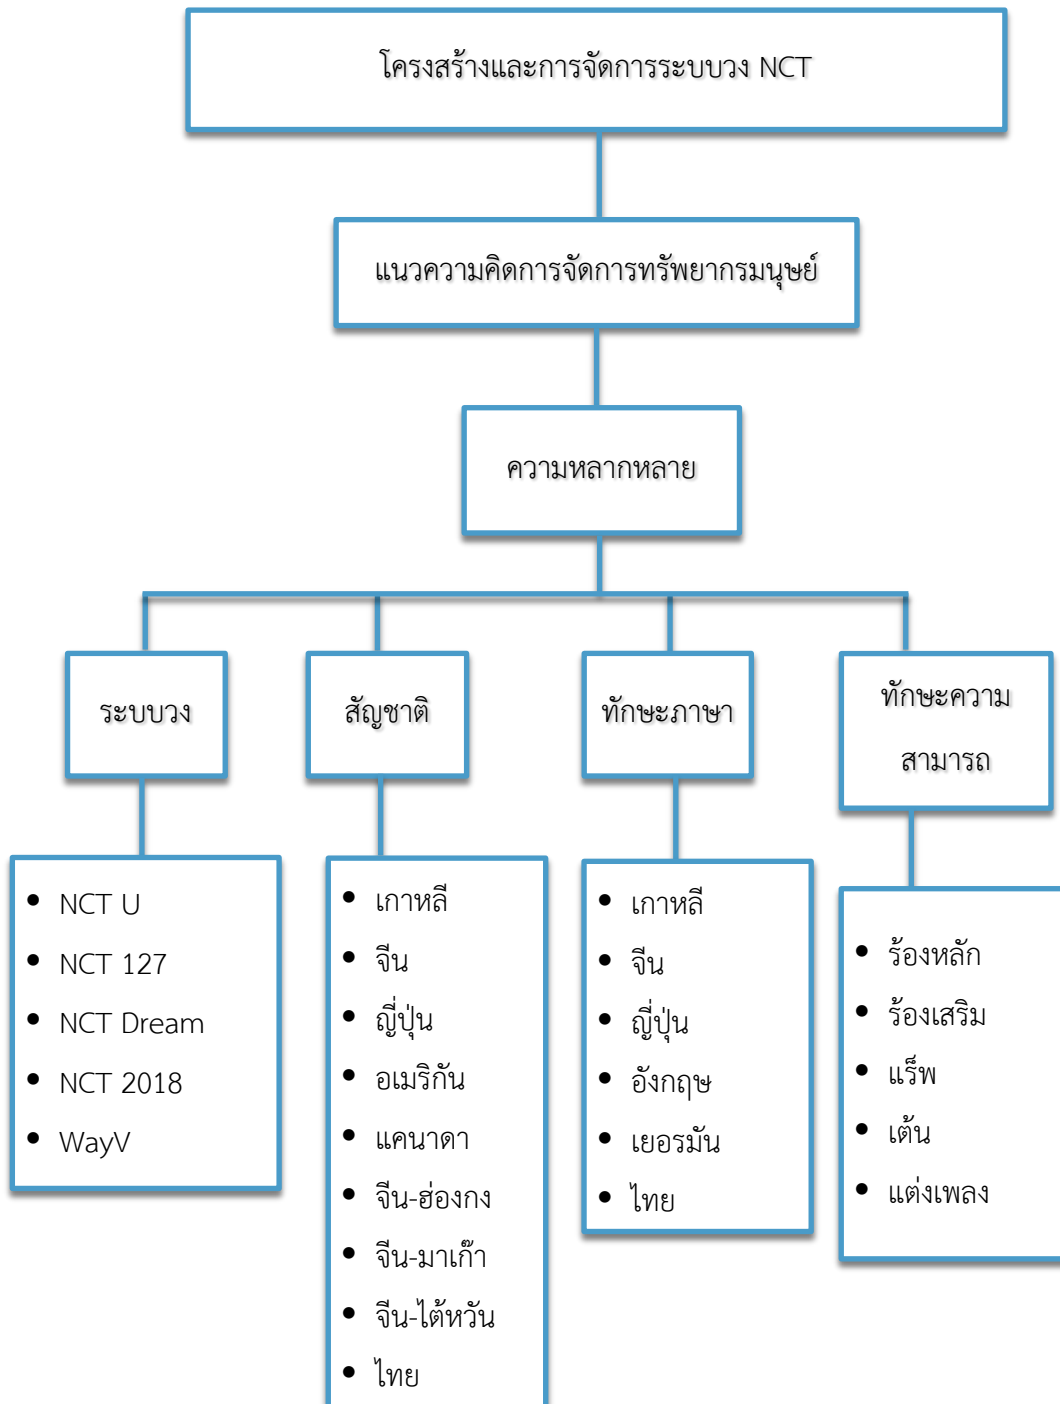 โครงสร้างและการจัดการระบบวง NCT
แนวความคิดการจัดการทรัพยากรมนุษย์
ความหลากหลาย
ระบบวง
สัญชาติ
ทักษะภาษา
ทักษะความ
สามารถ
• NCT U
• NCT 127
• NCT Dream
• NCT 2018
• WayV
• เกาหลี
• จีน
• ญี่ปุ่น
• อเมริกัน
• แคนาดา
• จีน-ฮ่องกง
• จีน-มาเก๊า
• จีน-ไต้หวัน
• ไทย
• เกาหลี
• จีน
• ญี่ปุ่น
• อังกฤษ
• เยอรมัน
• ไทย
• ร้องหลัก
• ร้องเสริม
• แร็พ
• เต้น
• แต่งเพลง